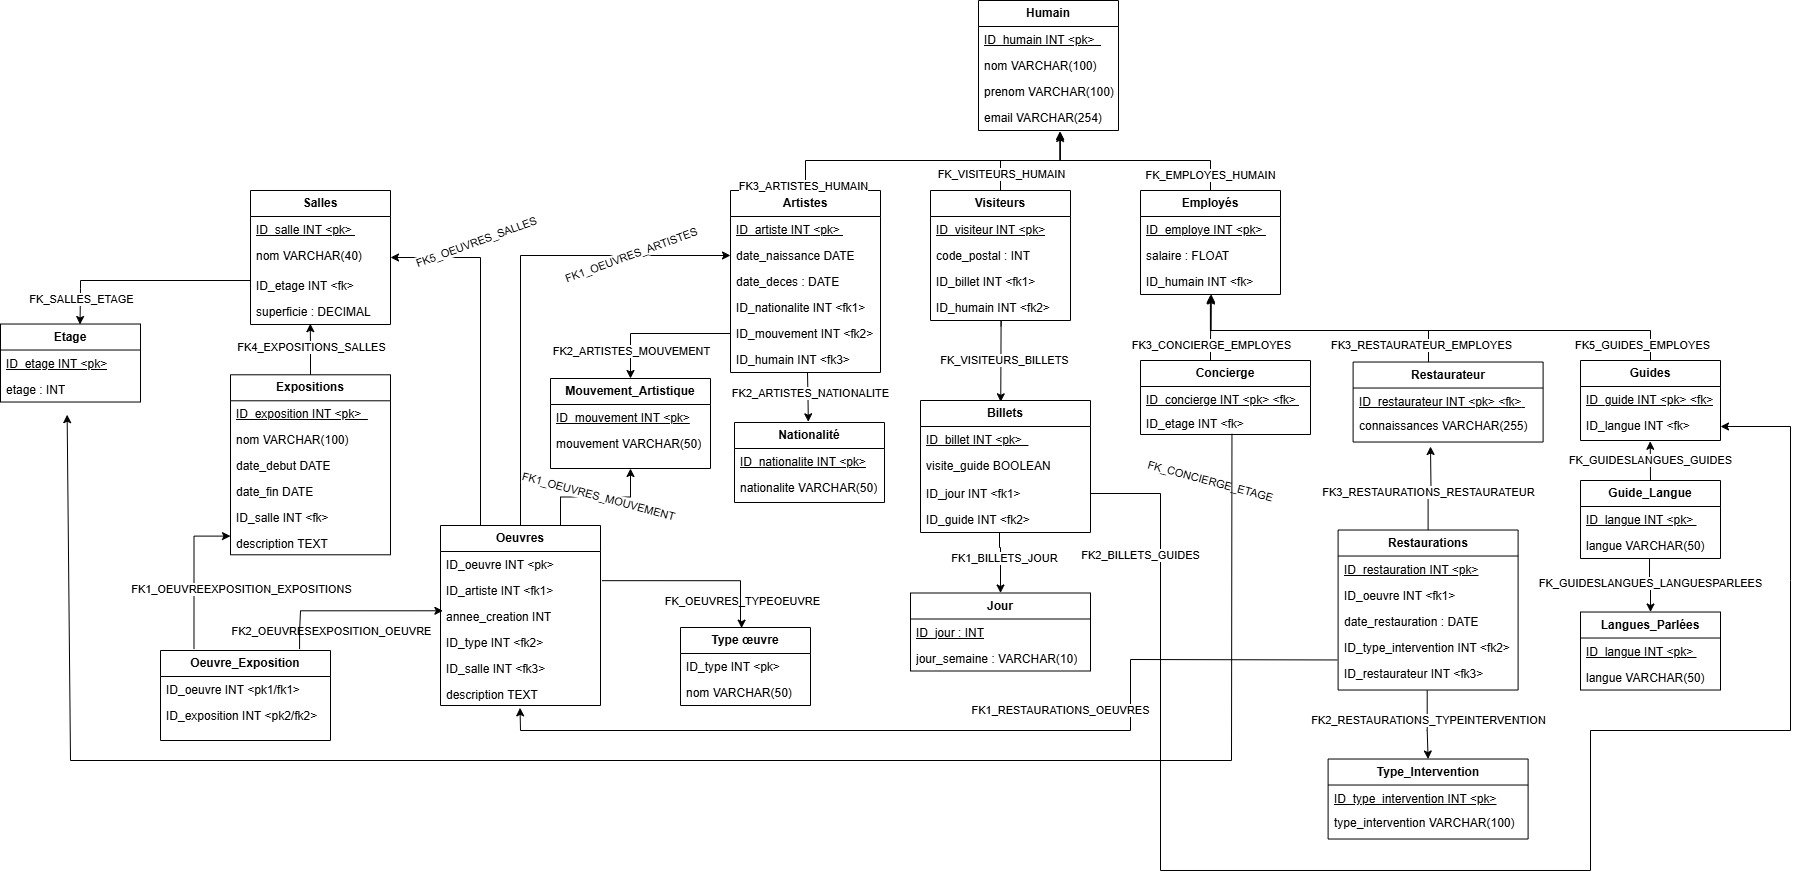 Humain
ID_humain INT <pk>
nom VARCHAR(100)
prenom VARCHAR(100)
email VARCHAR(254)
FK3_ARTISTES_HUMAIN
FK_VISITEURS_HUMAIN
FK_EMPLOYES_HUMAIN
Salles
ID_salle INT <pk>
nom VARCHAR(40)
ID_etage INT <fk>
superficie : DECIMAL
FK5_OEUVRES_SALLES
FK1_OEUVRES_ARTISTES
Artistes
ID_artiste INT <pk>
date_naissance DATE
date_deces : DATE
ID_nationalite INT <fk1>
ID_mouvement INT <fk2>
ID_humain INT <fk3>
Visiteurs
ID_visiteur INT <pk>
code_postal : INT
ID_billet INT <fk1>
ID_humain INT <fk2>
Employés
ID_employe INT <pk>
salaire : FLOAT
ID_humain INT <fk>
FK_SALLES_ETAGE
Etage
ID_etage INT <pk>
etage : INT
FK4_EXPOSITIONS_SALLES
FK2_ARTISTES_MOUVEMENT
FK_VISITEURS_BILLETS
FK3_CONCIERGE_EMPLOYES
FK3_RESTAURATEUR_EMPLOYES
FK5_GUIDES_EMPLOYES
Expositions
ID_exposition INT <pk>
nom VARCHAR(100)
date_debut DATE
date_fin DATE
ID_salle INT <fk>
description TEXT
Mouvement_Artistique
ID_mouvement INT <pk>
mouvement VARCHAR(50)
FK2_ARTISTES_NATIONALITE
Nationalité
ID_nationalite INT <pk>
nationalite VARCHAR(50)
Billets
ID_billet INT <pk>
visite_guide BOOLEAN
ID_jour INT <fk1>
ID_guide INT <fk2>
Concierge
ID_concierge INT <pk> <fk>
ID_etage INT <fk>
Restaurateur
ID_restaurateur INT <pk> <fk>
connaissances VARCHAR(255)
Guides
ID_guide INT <pk> <fk>
ID_langue INT <fk>
FK_GUIDESLANGUES_GUIDES
FK_CONCIERGE_ETAGE
FK1_OEUVRES_MOUVEMENT
FK3_RESTAURATIONS_RESTAURATEUR
Guide_Langue
ID_langue INT <pk>
langue VARCHAR(50)
Oeuvres
ID_oeuvre INT <pk>
ID_artiste INT <fk1>
annee_creation INT
ID_type INT <fk2>
ID_salle INT <fk3>
description TEXT
FK1_BILLETS_JOUR
FK2_BILLETS_GUIDES
Restaurations
ID_restauration INT <pk>
ID_oeuvre INT <fk1>
date_restauration : DATE
ID_type_intervention INT <fk2>
ID_restaurateur INT <fk3>
FK_GUIDESLANGUES_LANGUESPARLEES
FK1_OEUVREEXPOSITION_EXPOSITIONS
FK_OEUVRES_TYPEOEUVRE
Jour
ID_jour : INT
jour_semaine : VARCHAR(10)
Langues_Parlées
ID_langue INT <pk>
langue VARCHAR(50)
FK2_OEUVRESEXPOSITION_OEUVRE
Type œuvre
ID_type INT <pk>
nom VARCHAR(50)
Oeuvre_Exposition
ID_oeuvre INT <pk1/fk1>
ID_exposition INT <pk2/fk2>
FK1_RESTAURATIONS_OEUVRES
FK2_RESTAURATIONS_TYPEINTERVENTION
Type_Intervention
ID_type_intervention INT <pk>
type_intervention VARCHAR(100)